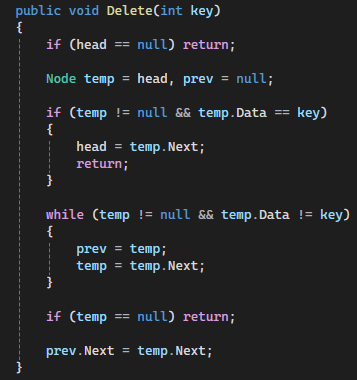 public void Delete(int key)
{
if (head == null) return;
Node temp = head, prev = null;
if (temp != null && temp.Data == key)
{
head = temp.Next;
return;
}
while (temp != null && temp.Data != key)
{
prev = temp;
temp = temp.Next;
}
if (temp == null) return;
prev.Next = temp.Next;
}